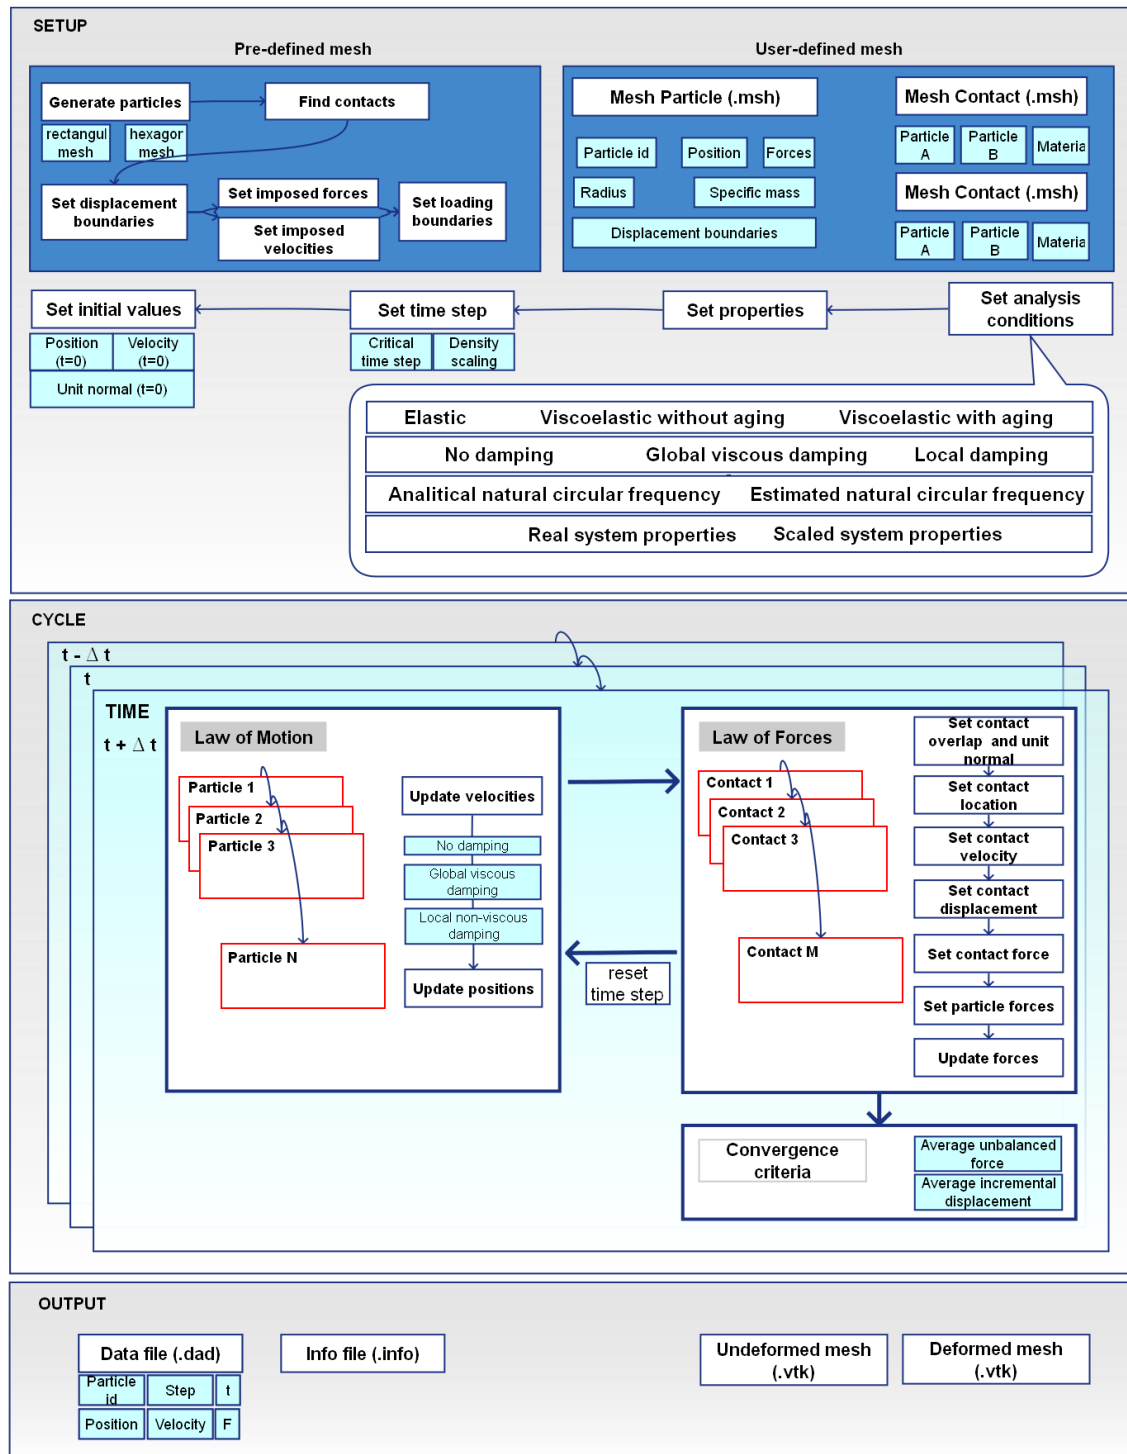 SETUP
Pre-defined mesh
User-defined mesh
Generate particles
Find contacts
rectangul
mesh
hexagor
mesh
Set displacement
boundaries
Set imposed forces
Set imposed
velocities
Set loading
boundaries
Mesh Particle (.msh)
Particle id
Position
Forces
Radius
Specific mass
Displacement boundaries
Mesh Contact (.msh)
Particle
A
Particle
B
Materia
Mesh Contact (.msh)
Particle
A
Particle
B
Materia
Set initial values
Position
(t=0)
Velocity
(t=0)
Unit normal (t=0)
Set time step
Critical
time step
Density
scaling
Set properties
Set analysis
conditions
Elastic Viscoelastic without aging Viscoelastic with aging
No damping Global viscous damping Local damping
Analitical natural circular frequency Estimated natural circular frequency
Real system properties Scaled system properties
CYCLE
t - Δ t
t
TIME
t + Δ t
Law of Motion
Particle 1
Particle 2
Particle 3
Particle N
Update velocities
No damping
Global viscous
damping
Local non-viscous
damping
Update positions
reset
time step
Law of Forces
Contact 1
Contact 2
Contact 3
Contact M
Set contact
overlap and unit
normal
Set contact
location
Set contact
velocity
Set contact
displacement
Set contact force
Set particle forces
Update forces
Convergence
criteria
Average unbalanced
force
Average incremental
displacement
OUTPUT
Data file (.dad)
Particle
id
Step
t
Position
Velocity
F
Info file (.info)
Undeformed mesh
(.vtk)
Deformed mesh
(.vtk)